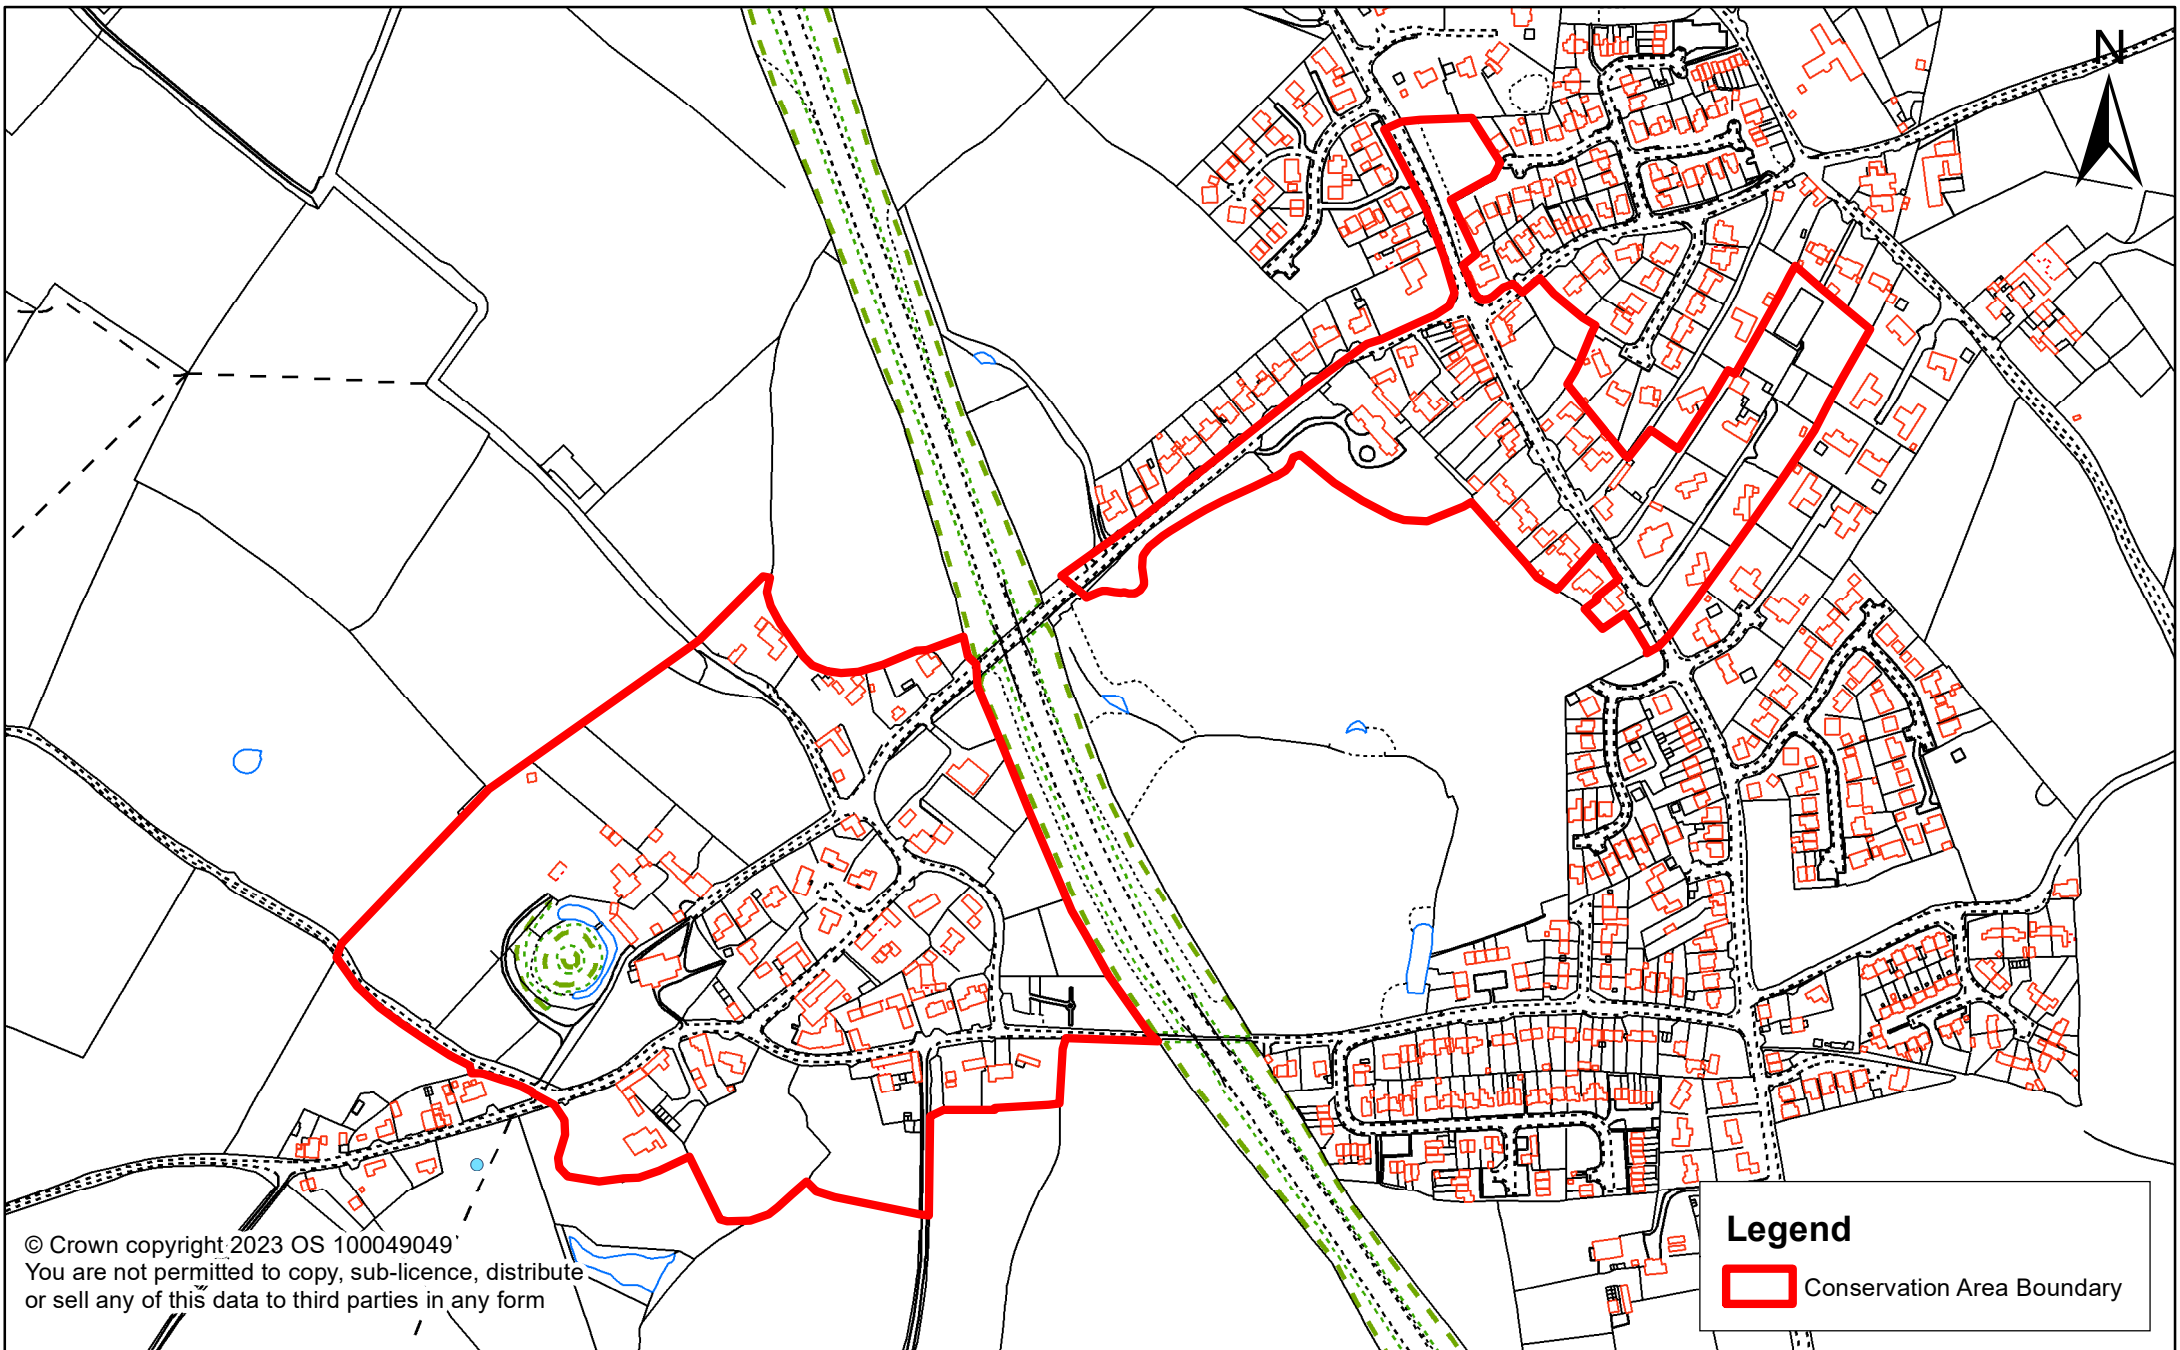 N
© Crown copyright 2023 OS 100049049
You are not permitted to copy, sub-licence, distribute
or sell any of this data to third parties in any form
Legend
Conservation Area Boundary